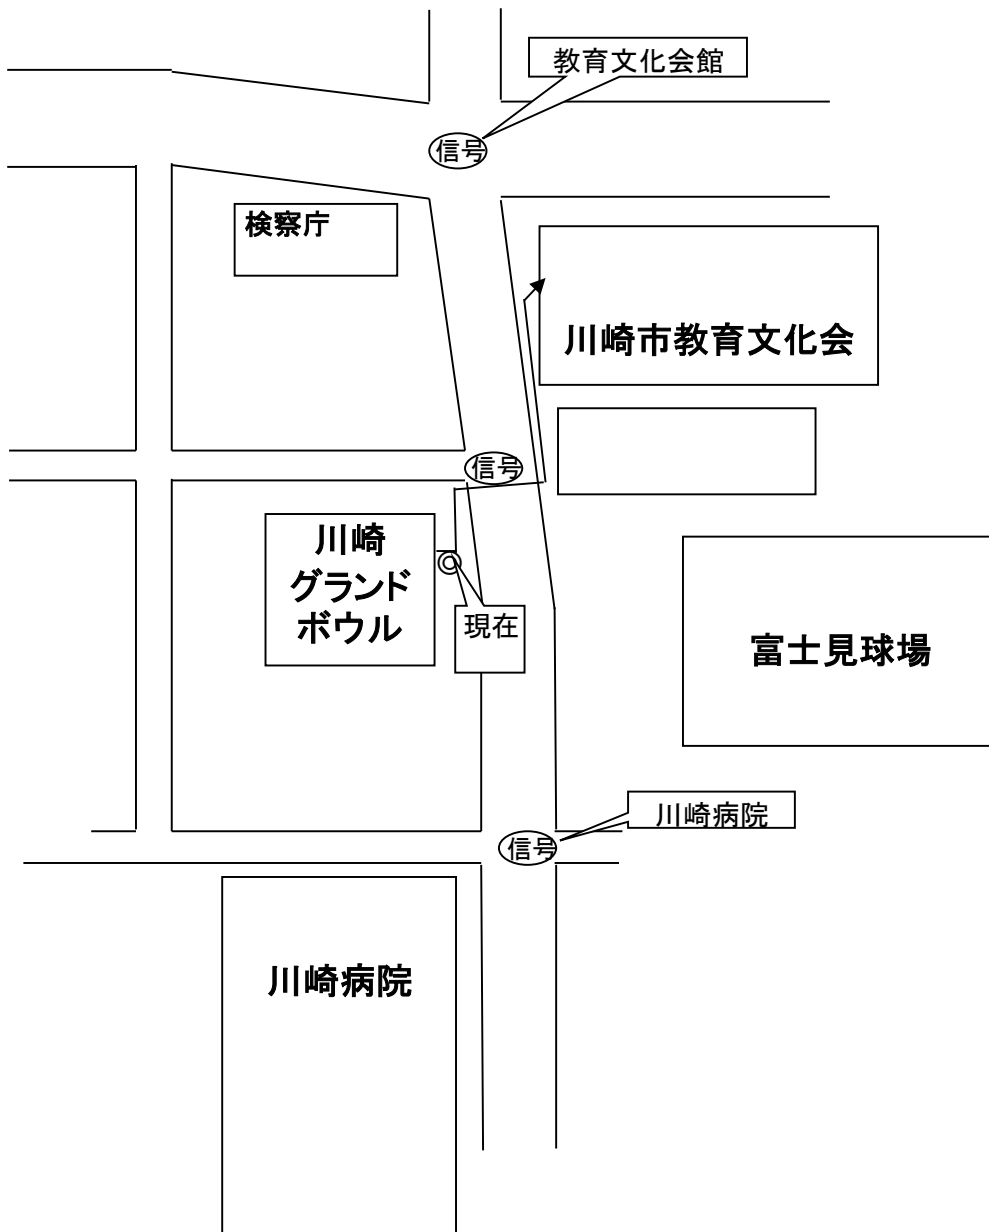 教育文化会館
信号
検察庁
川崎市教育文化会
信号
川崎
グランド
ボウル
現在
富士見球場
川崎病院
信号
川崎病院